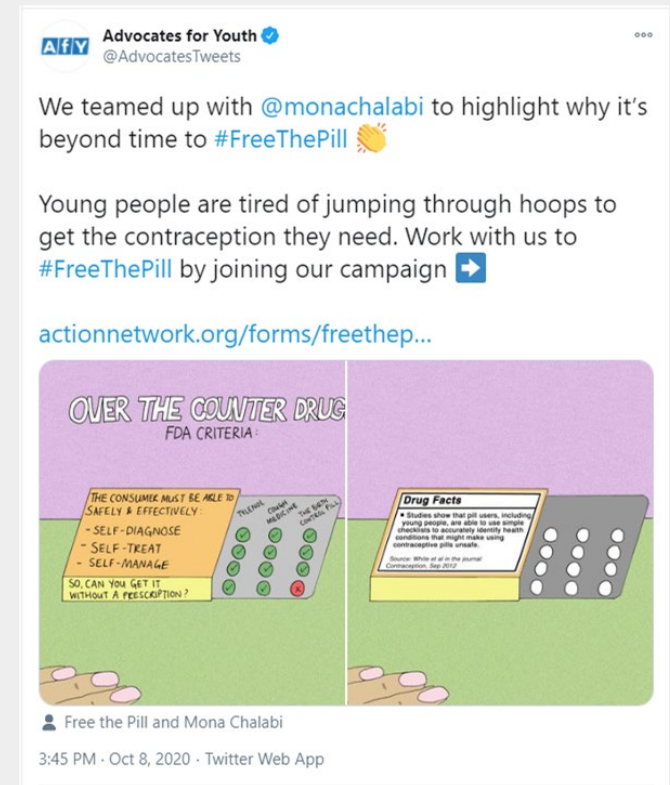 AfY
Advocates for Youth
@AdvocatesTweets
We teamed up with @monachalabi to highlight why it's
beyond time to #FreeThePill 👏
Young people are tired of jumping through hoops to
get the contraception they need. Work with us to
#FreeThePill by joining our campaign ➡️
actionnetwork.org/forms/freethep...
OVER THE COUNTER DRUG
FDA CRITERIA:
THE CONSUMER MUST BE ABLE TO
SAFELY & EFFECTIVELY:
- SELF-DIAGNOSE
- SELF-TREAT
- SELF-MANAGE
SO, CAN YOU GET IT
WITHOUT A PRESCRIPTION?
TYLENOL
COUGH
MEDICINE
THE BIRTH
CONTROL PILL
Drug Facts
• Studies show that pill users, including
young people, are able to use simple
checklists to accurately identify health
conditions that might make using
contraceptive pills unsafe.
Source: White et al in the journal
Contraception, Sep 2012
Free the Pill and Mona Chalabi
3:45 PM · Oct 8, 2020 · Twitter Web App